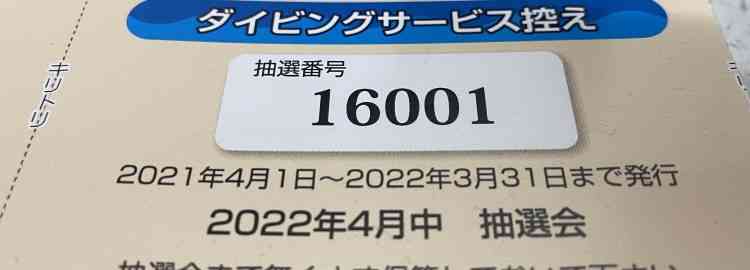 ダイビングサービス控え
キリトリ
抽選番号
16001
2021年4月1日～2022年3月31日まで発行
2022年4月中 抽選会